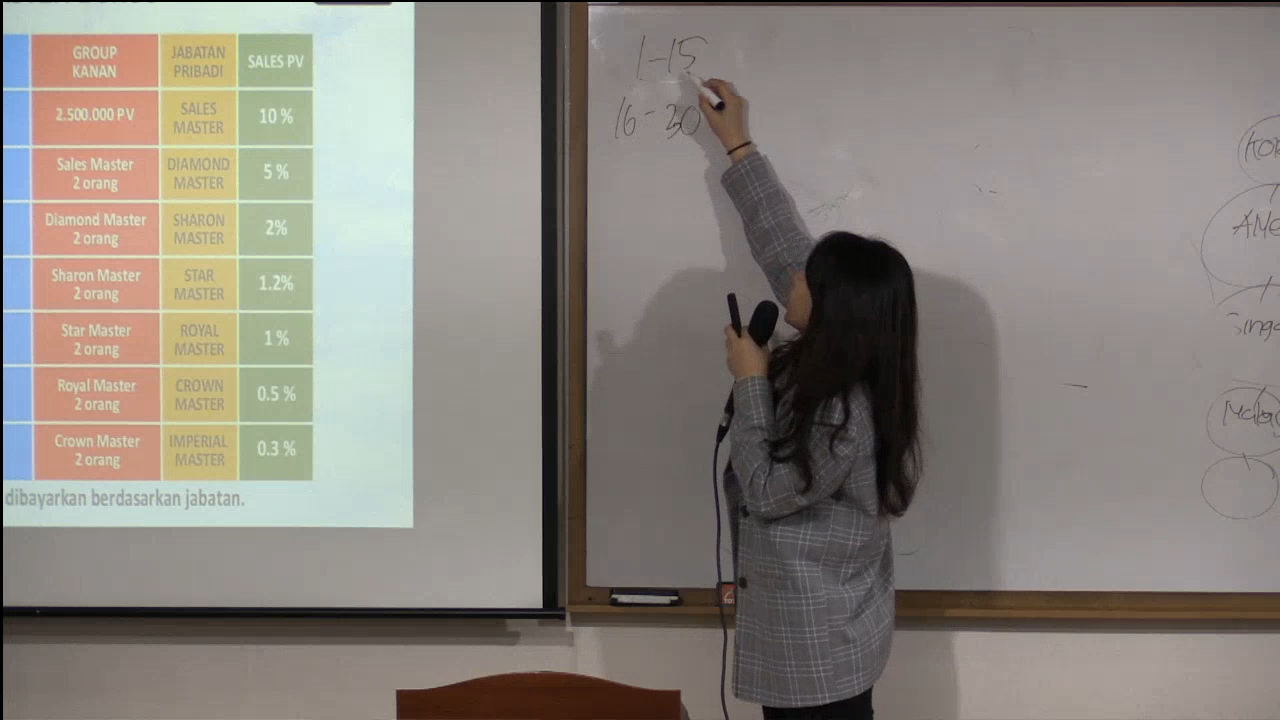 GROUP
KANAN
JABATAN
PRIBADI
SALES PV
2.500.000 PV
SALES
MASTER
10 %
Sales Master
2 orang
DIAMOND
MASTER
5 %
Diamond Master
2 orang
SHARON
MASTER
2%
Sharon Master
2 orang
STAR
MASTER
1.2%
Star Master
2 orang
ROYAL
MASTER
1 %
Royal Master
2 orang
CROWN
MASTER
0.5 %
Crown Master
2 orang
IMPERIAL
MASTER
0.3 %
dibayarkan berdasarkan jabatan.
1-15
16-30